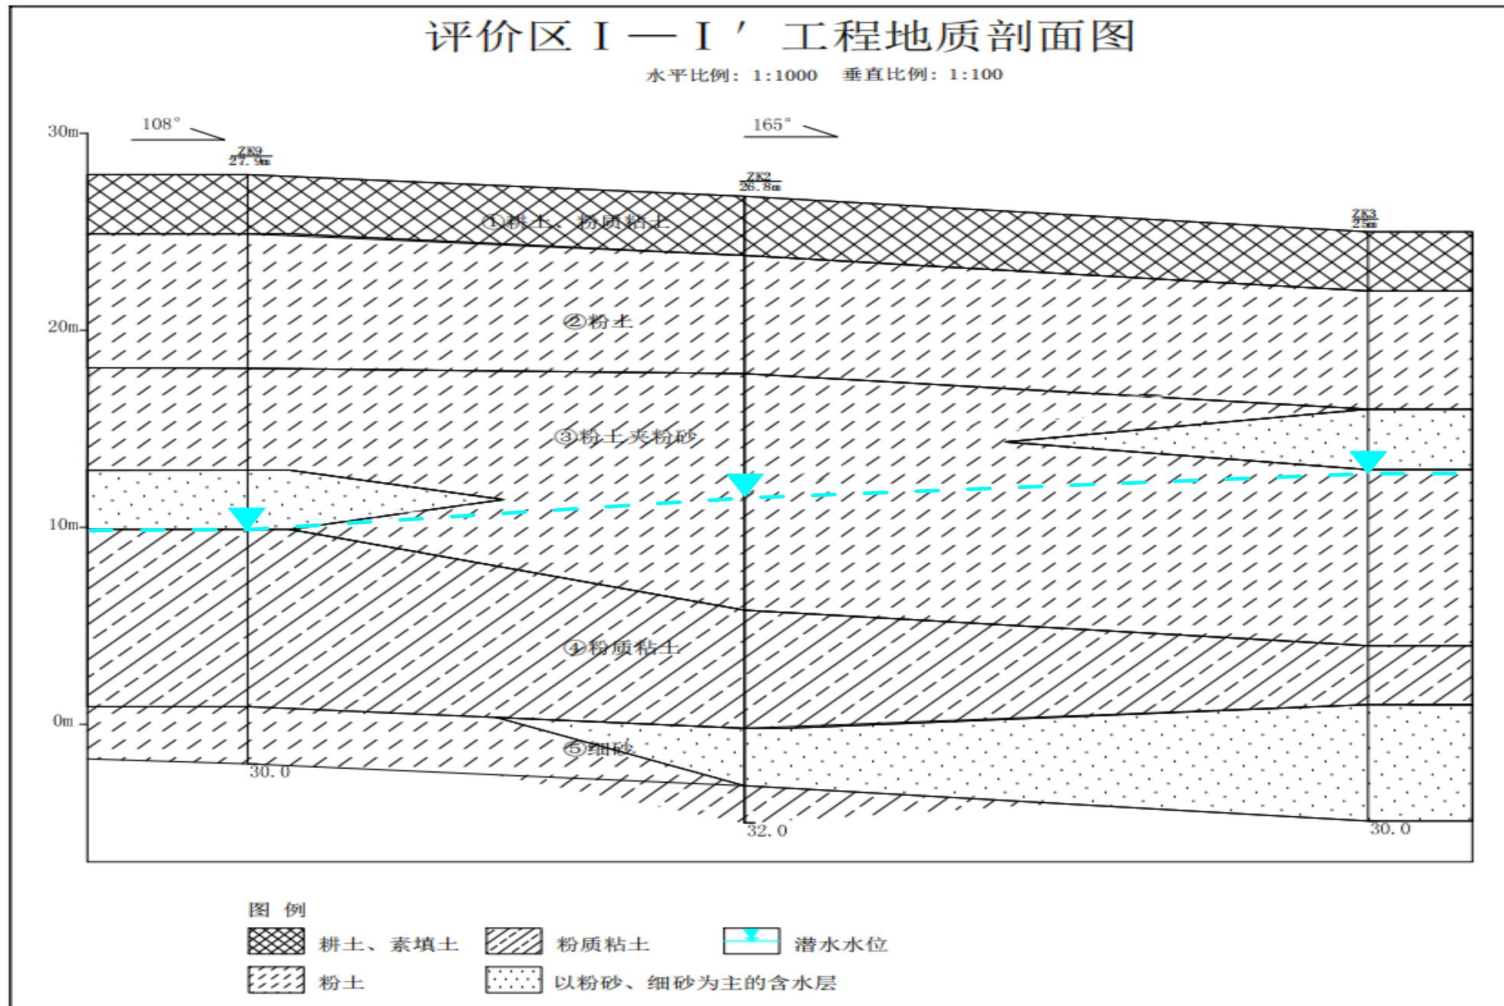 评价区Ⅰ—Ⅰ′工程地质剖面图
水平比例：1:1000 垂直比例：1:100
30m
108°
165°
ZK9
27.9m
ZK2
26.8m
ZK3
25m
①耕土、粉质粘土
②粉土
20m
③粉土夹粉砂
10m
④粉质粘土
0m
⑤细砂
30.0
32.0
30.0
图 例
耕土、素填土
粉质粘土
潜水水位
粉土
以粉砂、细砂为主的含水层